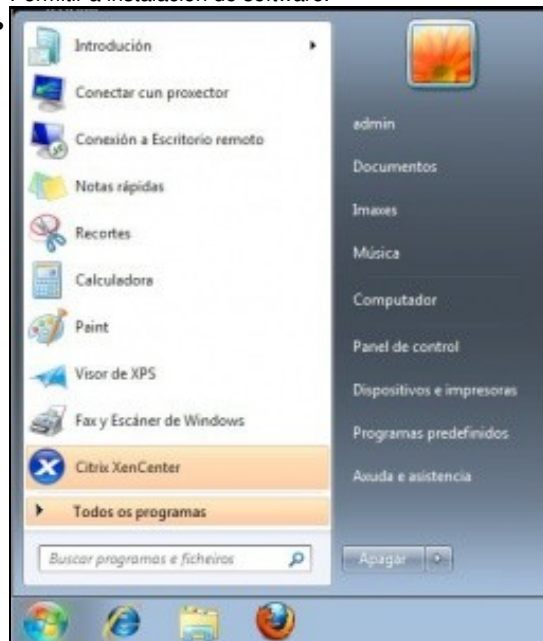 Permitir a instalación de software.
Introdución
Conectar cun proxector
Conexión a Escritorio remoto
Notas rápidas
Recortes
Calculadora
Paint
Visor de XPS
Fax y Escáner de Windows
Citrix XenCenter
Todos os programas
Buscar programas e ficheiros
admin
Documentos
Imaxes
Música
Computador
Panel de control
Dispositivos e impresoras
Programas predefinidos
Axuda e asistencia
Apagar